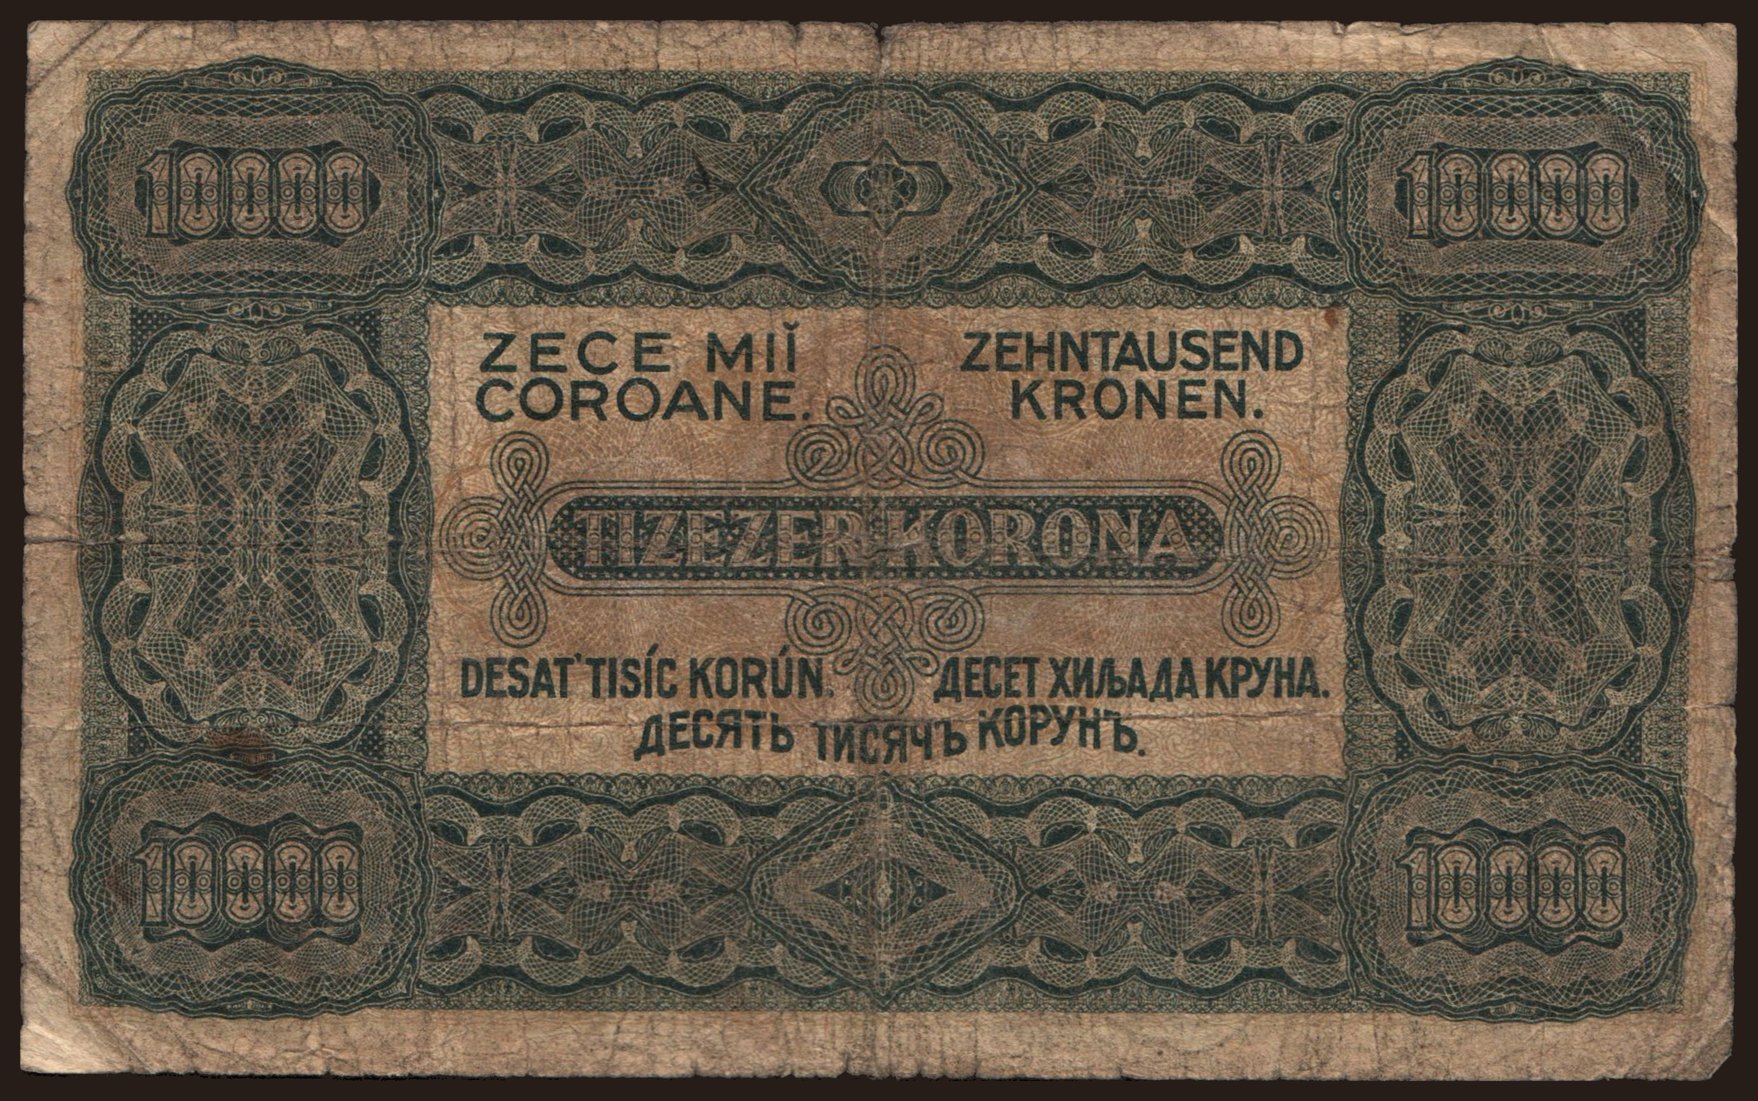 10000
10000
ZECE MIĬ
COROANE.
ZEHNTAUSEND
KRONEN.
TIZEZER KORONA
DESAT' TISÍC KORÚN.
ДЕСЕТ ХИЉАДА КРУНА.
ДЕСЯТЬ ТИСЯЧЪ КОРУНЪ.
10000
10000